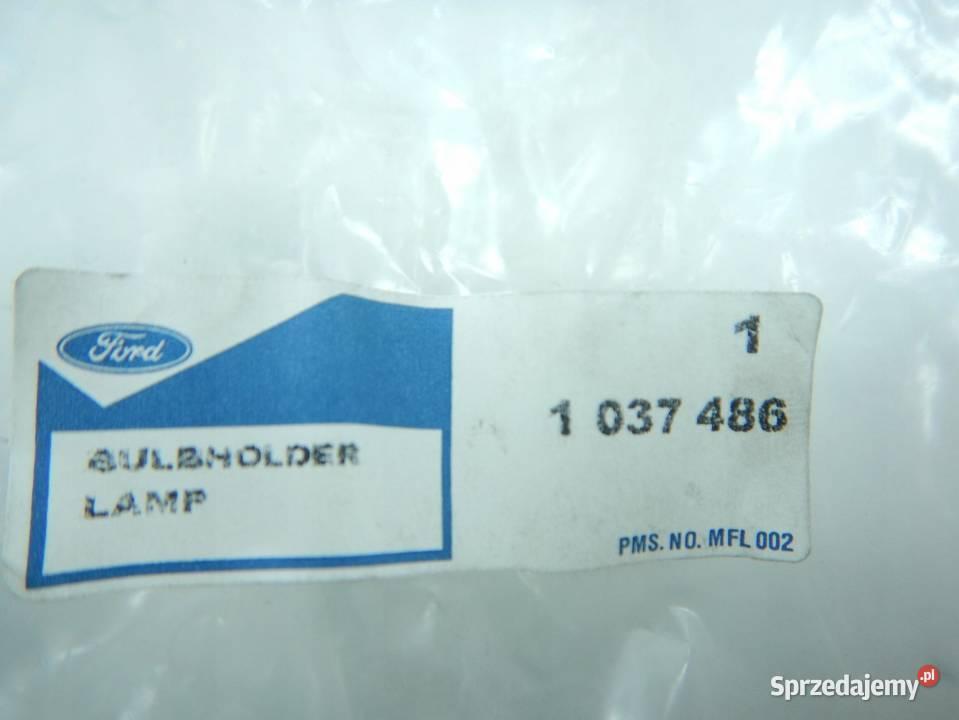 Ford
1
1 037 486
BULBHOLDER
LAMP
PMS. NO. MFL 002
Sprzedajemy.pl